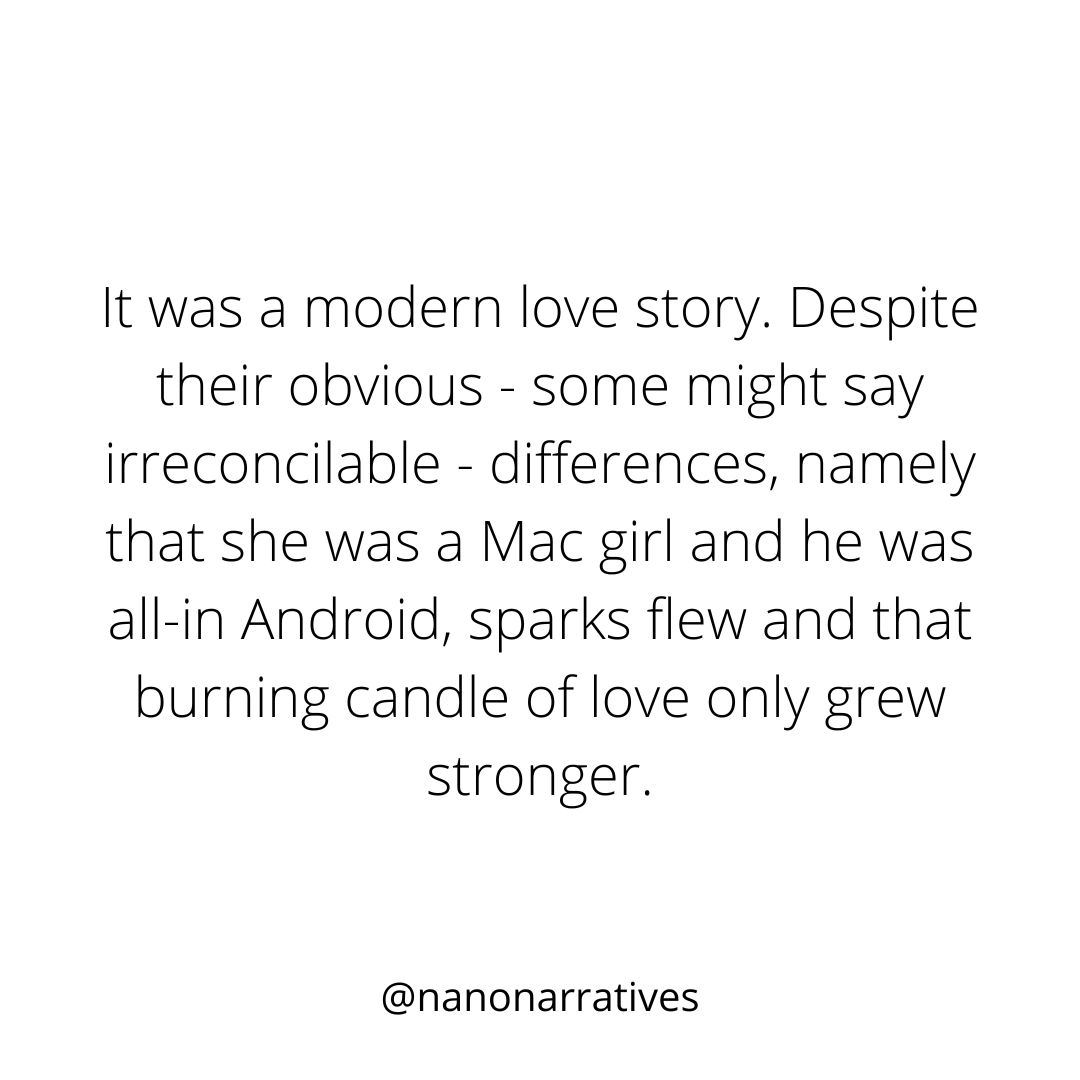 It was a modern love story. Despite
their obvious - some might say
irreconcilable - differences, namely
that she was a Mac girl and he was
all-in Android, sparks flew and that
burning candle of love only grew
stronger.
@nanonarratives